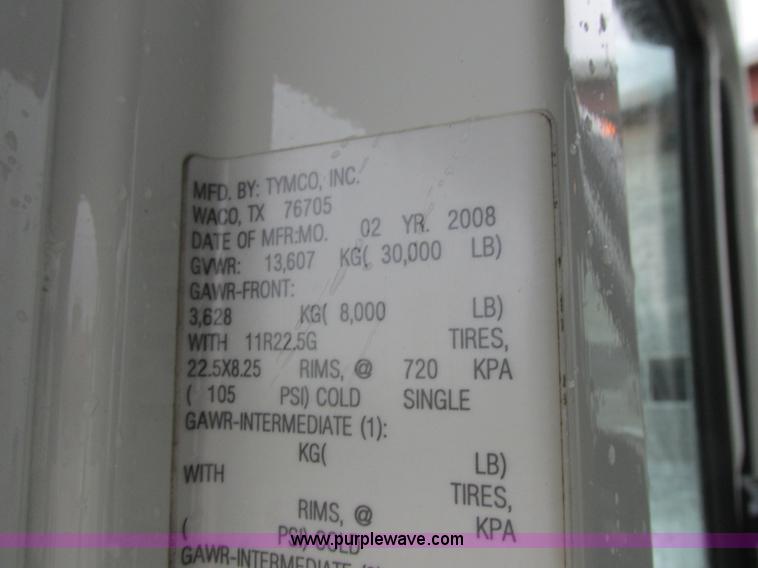 MFD. BY: TYMCO, INC.
WACO, TX 76705
DATE OF MFR:MO. 02 YR. 2008
GVWR: 13,607 KG( 30,000 LB)
GAWR-FRONT:
3,628 KG( 8,000 LB)
WITH 11R22.5G TIRES,
22.5X8.25 RIMS, @ 720 KPA
( 105 PSI) COLD SINGLE
GAWR-INTERMEDIATE (1):
KG( LB)
WITH TIRES,
RIMS, @ KPA
( PSI) COLD
www.purplewave.com
GAWR-INTERMEDIATE